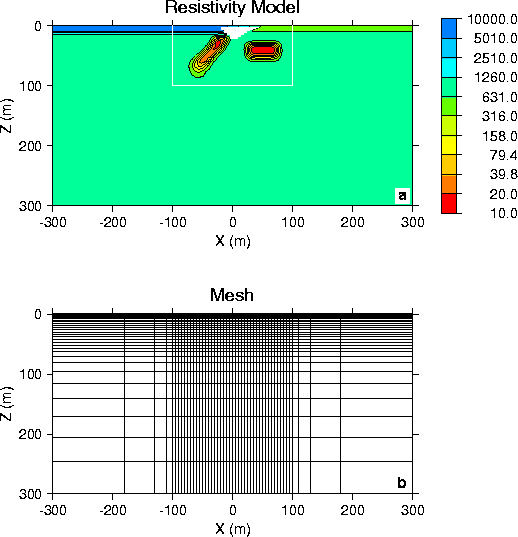 Resistivity Model
0
100
200
300
Z (m)
-300 -200 -100 0 100 200 300
X (m)
a
10000.0
5010.0
2510.0
1260.0
631.0
316.0
158.0
79.4
39.8
20.0
10.0
Mesh
0
100
200
300
Z (m)
-300 -200 -100 0 100 200 300
X (m)
b